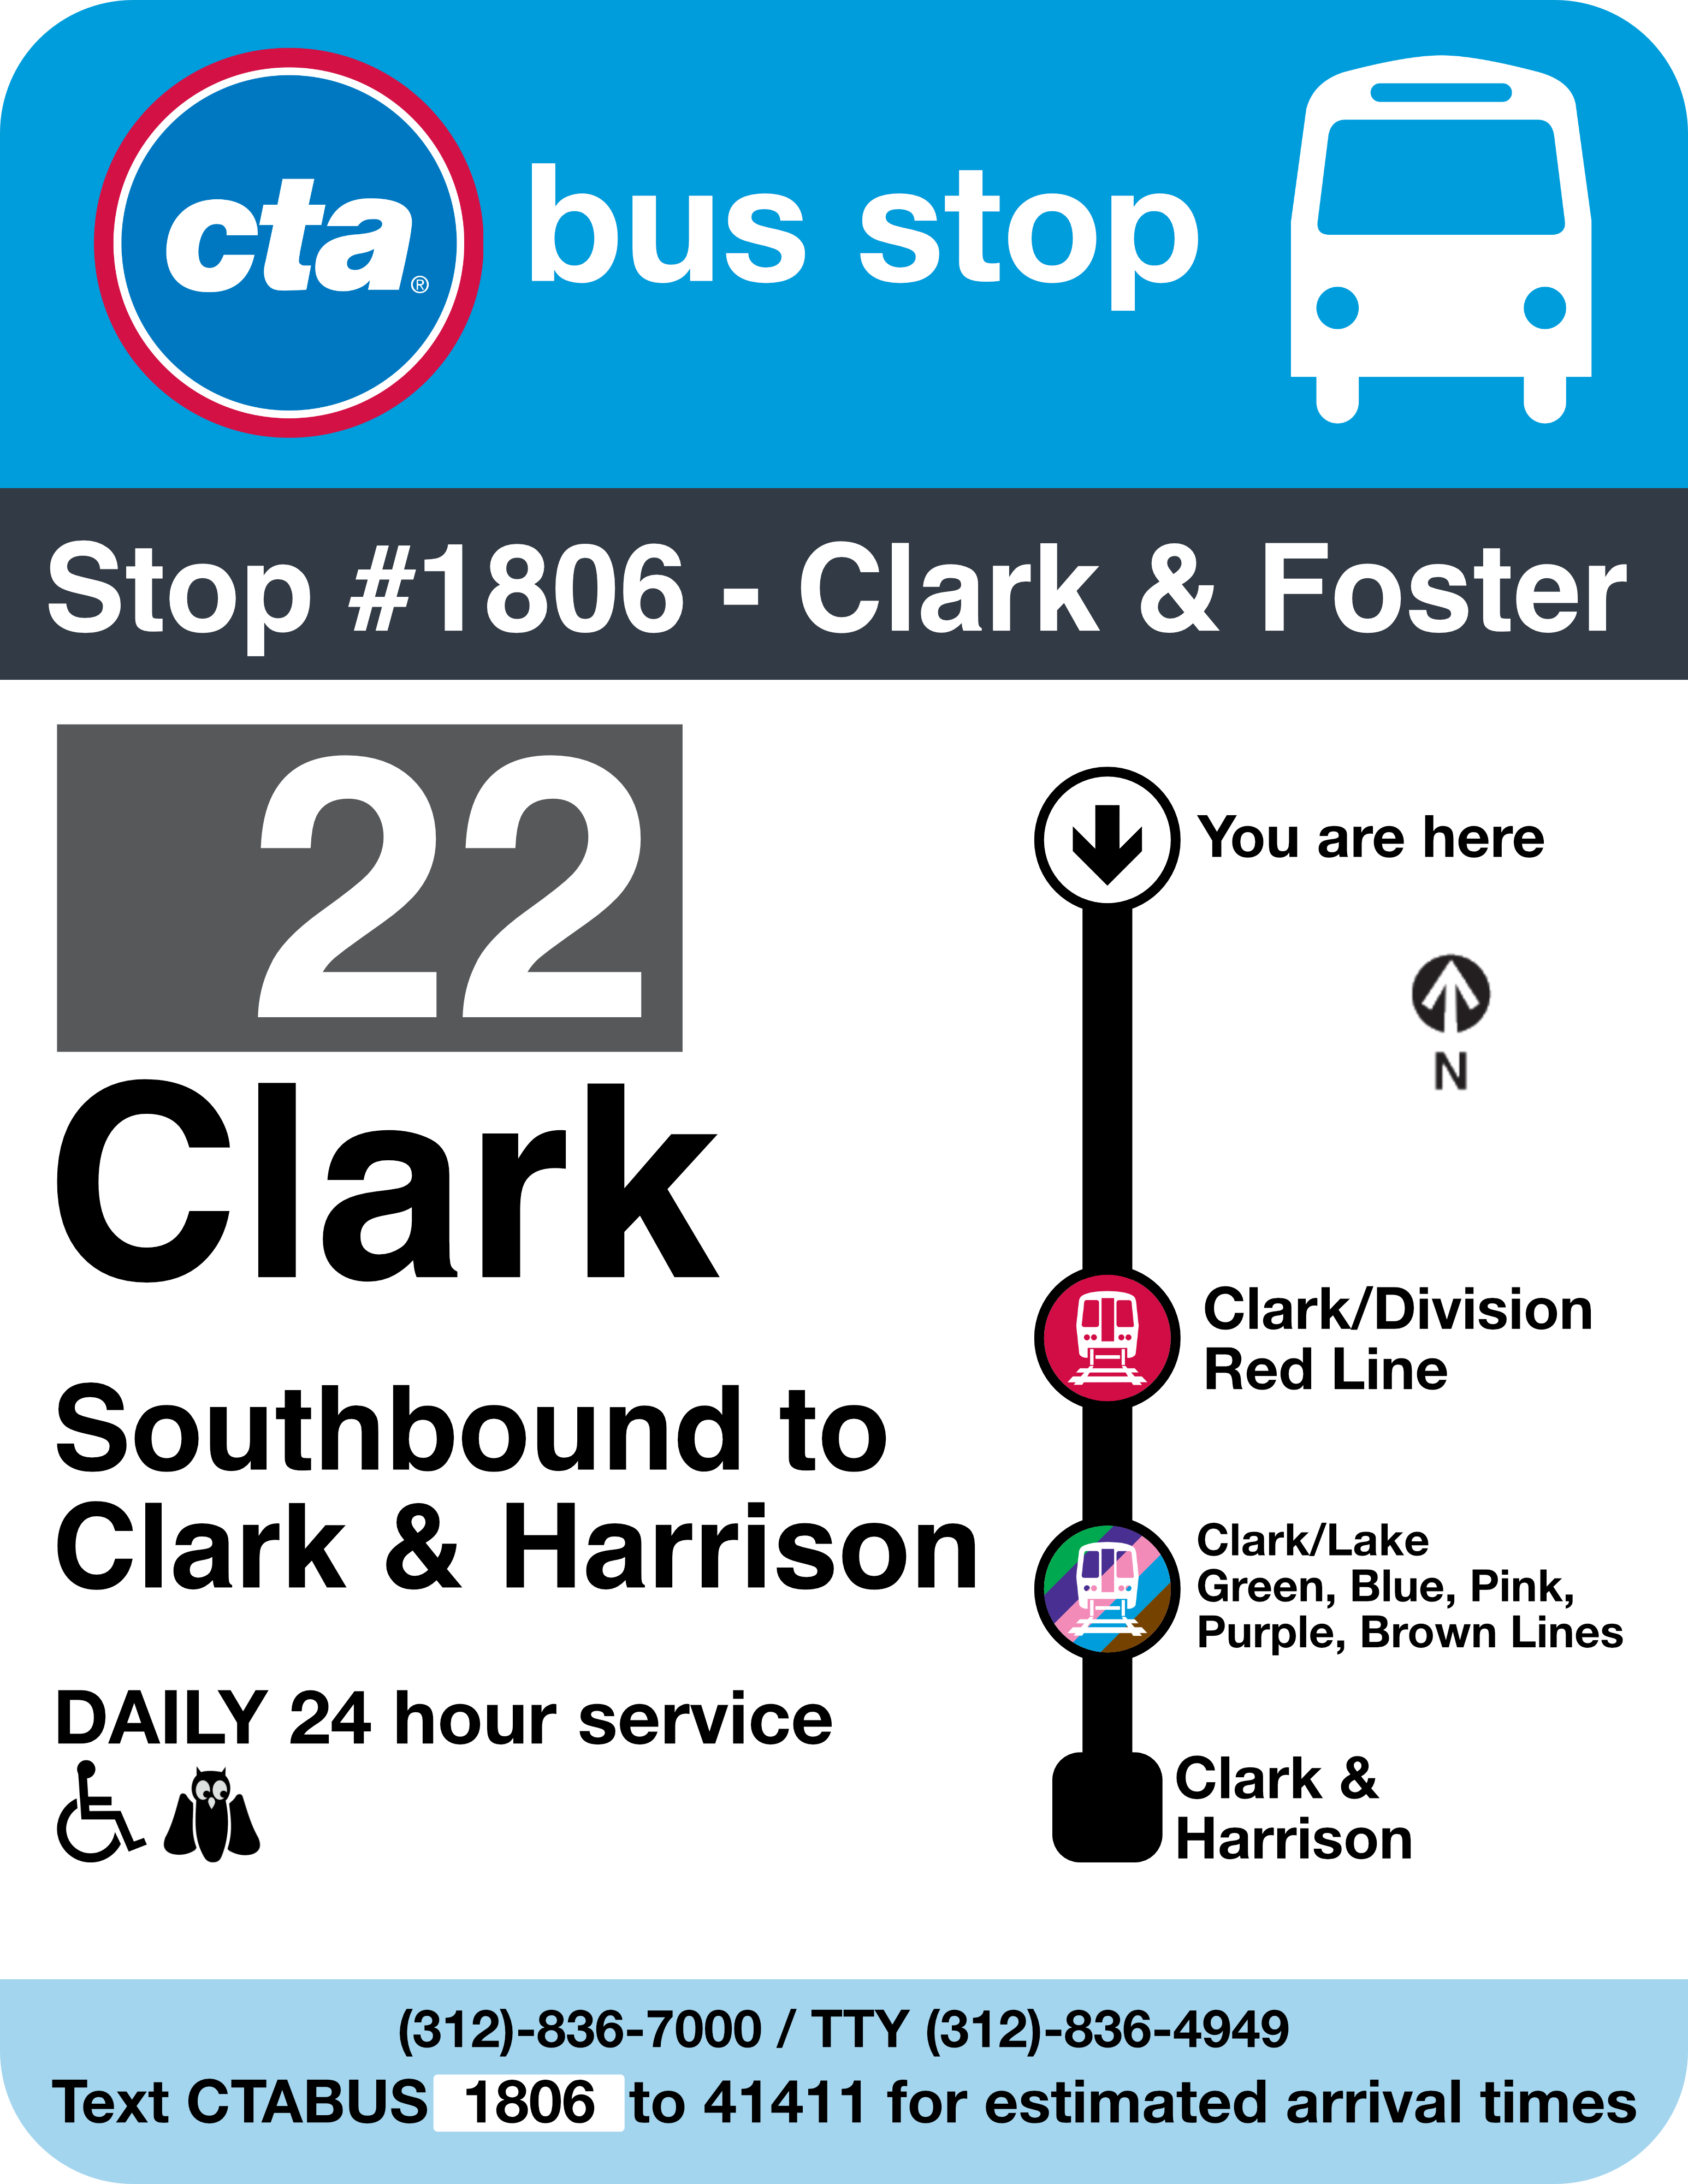 cta®
bus stop
Stop #1806 - Clark & Foster
22
Clark
Southbound to
Clark & Harrison
DAILY 24 hour service
You are here
N
Clark/Division
Red Line
Clark/Lake
Green, Blue, Pink,
Purple, Brown Lines
Clark &
Harrison
(312)-836-7000 / TTY (312)-836-4949
Text CTABUS 1806 to 41411 for estimated arrival times